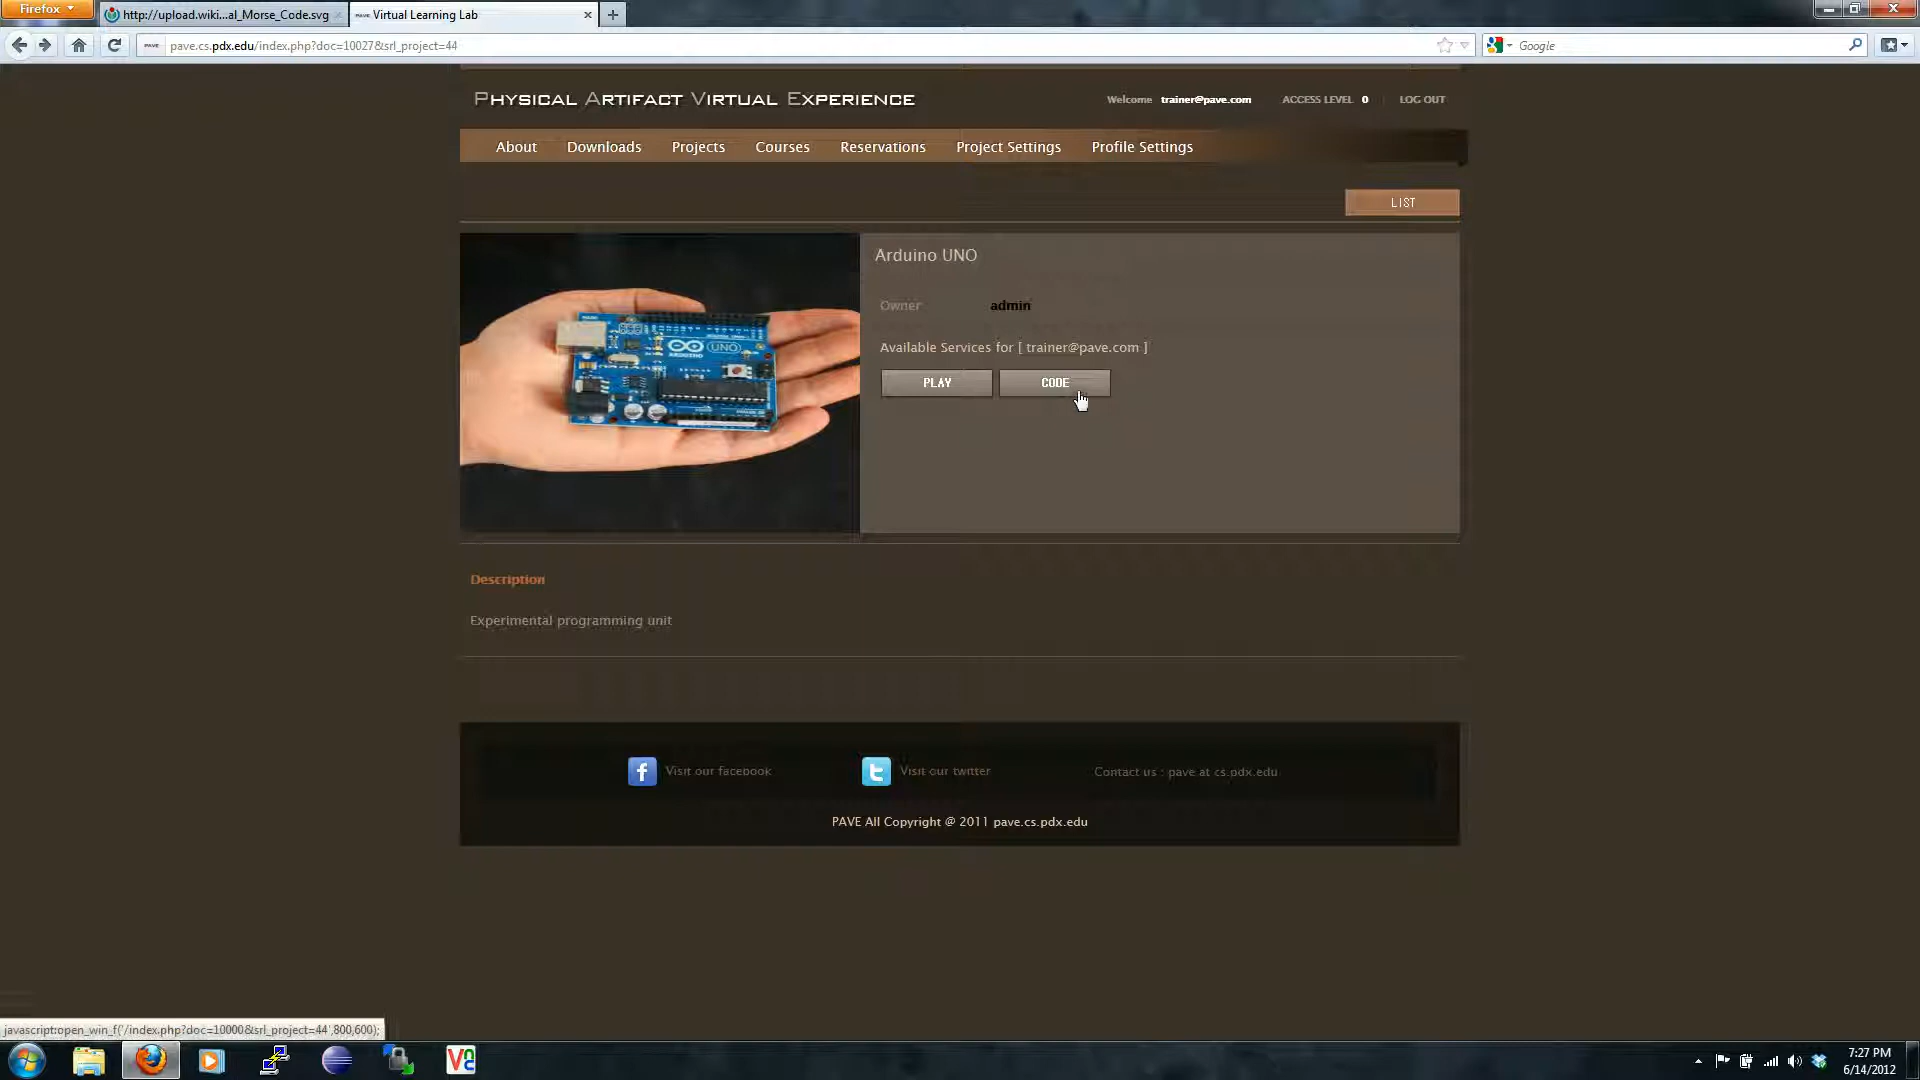 Firefox
http://upload.wiki...al_Morse_Code.svg
Virtual Learning Lab
pave.cs.pdx.edu/index.php?doc=10027&srl_project=44
Google
Physical Artifact Virtual Experience
Welcome trainer@pave.com ACCESS LEVEL 0 LOG OUT
About Downloads Projects Courses Reservations Project Settings Profile Settings
LIST
Arduino UNO
Owner admin
Available Services for [ trainer@pave.com ]
PLAY CODE
UNO
ARDUINO
Description
Experimental programming unit
Visit our facebook
Visit our twitter
Contact us : pave at cs.pdx.edu
PAVE All Copyright @ 2011 pave.cs.pdx.edu
javascript:open_win_f('/index.php?doc=10000&srl_project=44',800,600);
7:27 PM
6/14/2012